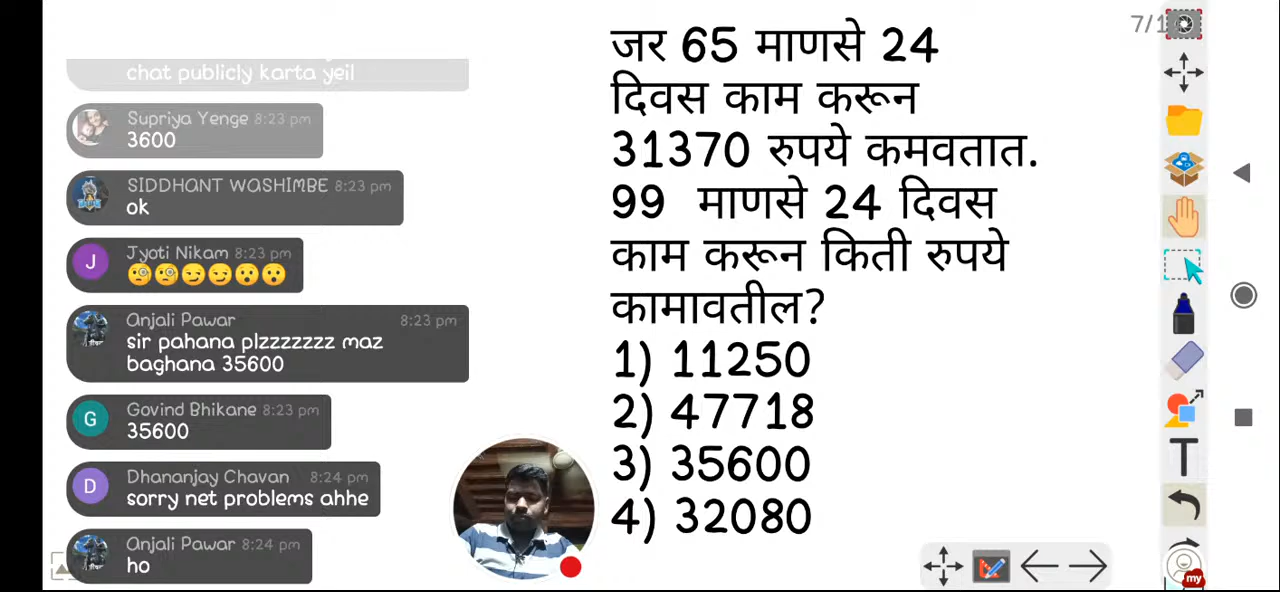 chat publicly karta yeil
Supriya Yenge 8:23 pm
3600
SIDDHANT WASHIMBE 8:23 pm
ok
J
Jyoti Nikam 8:23 pm
Anjali Pawar 8:23 pm
sir pahana plzzzzzzz maz
baghana 35600
G
Govind Bhikane 8:23 pm
35600
D
Dhananjay Chavan 8:24 pm
sorry net problems ahhe
Anjali Pawar 8:24 pm
ho
जर 65 माणसे 24
दिवस काम करून
31370 रुपये कमवतात.
99 माणसे 24 दिवस
काम करून किती रुपये
कामावतील?
1) 11250
2) 47718
3) 35600
4) 32080
7/1
T
my